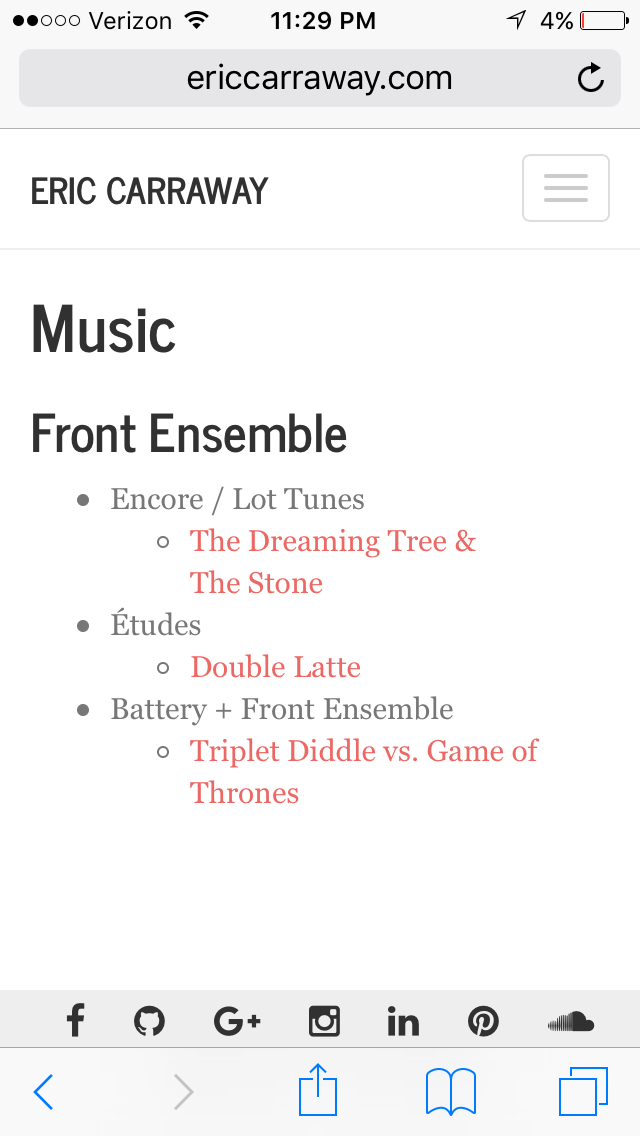 Verizon 11:29 PM 4%
ericcarraway.com
ERIC CARRAWAY
Music
Front Ensemble
Encore / Lot Tunes
The Dreaming Tree &
The Stone
Études
Double Latte
Battery + Front Ensemble
Triplet Diddle vs. Game of
Thrones